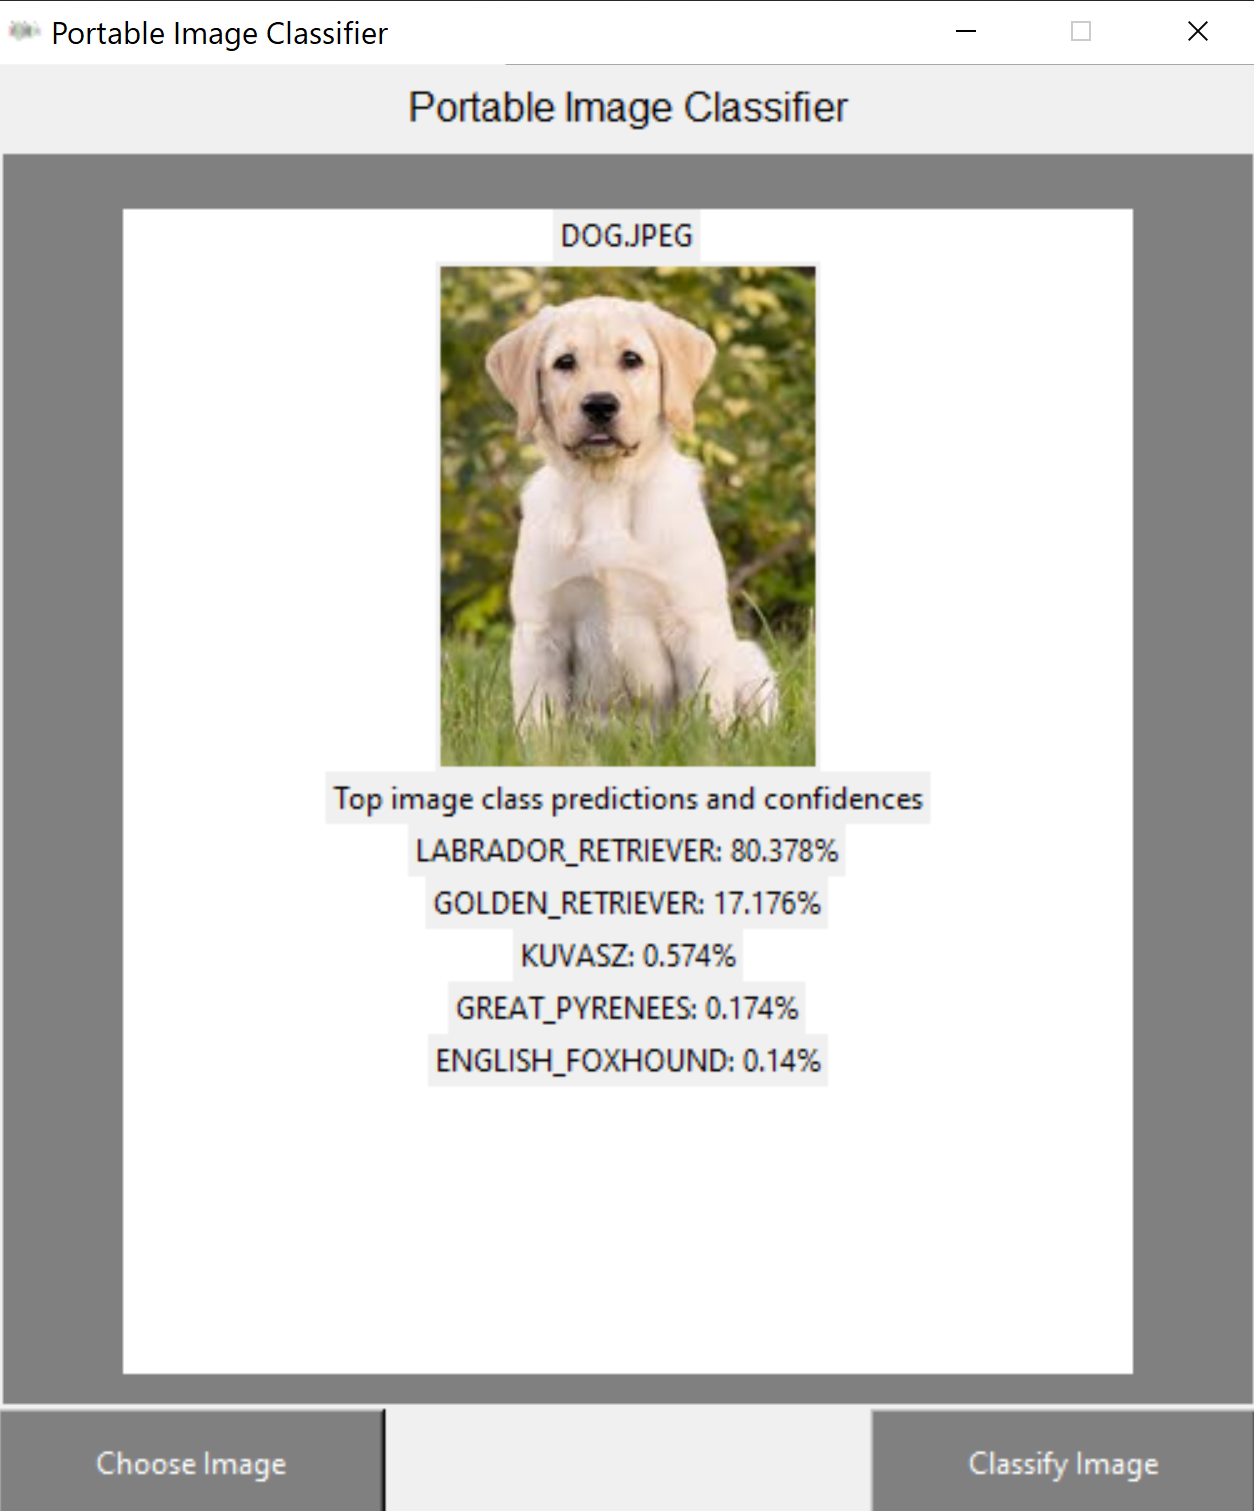 Portable Image Classifier
Portable Image Classifier
DOG.JPEG
Top image class predictions and confidences
LABRADOR_RETRIEVER: 80.378%
GOLDEN_RETRIEVER: 17.176%
KUVASZ: 0.574%
GREAT_PYRENEES: 0.174%
ENGLISH_FOXHOUND: 0.14%
Choose Image
Classify Image